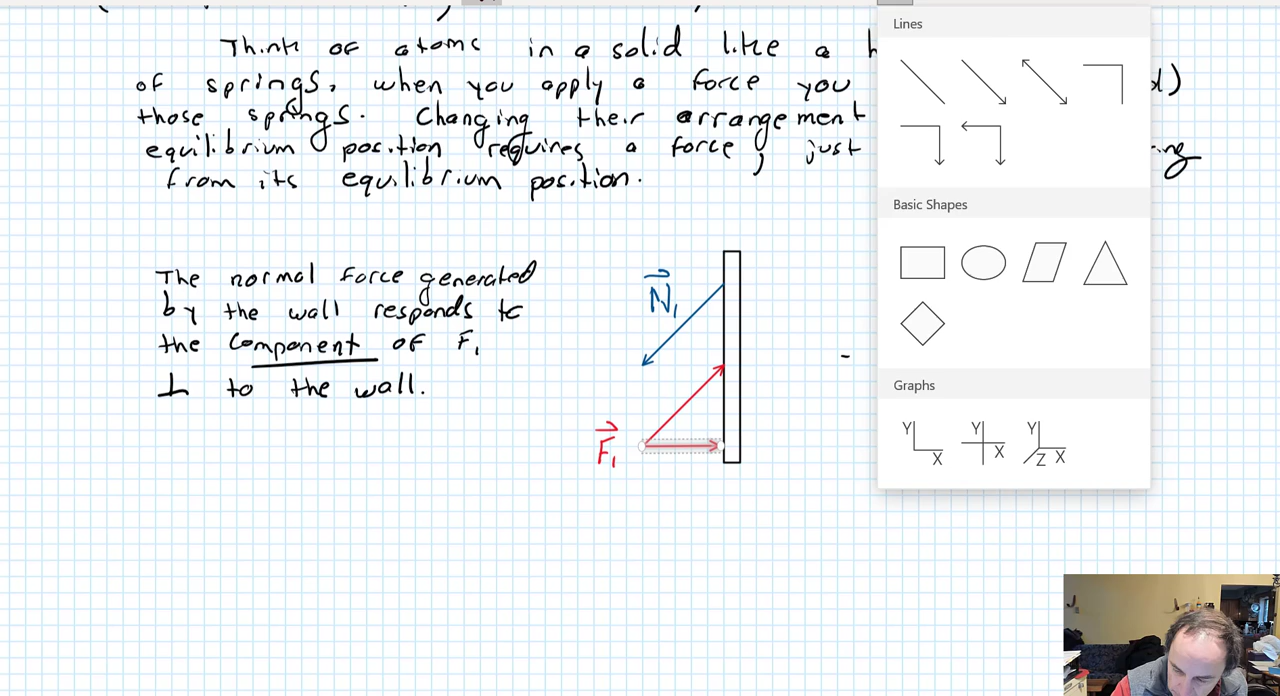 Think of atoms in a solid like a
of springs, when you apply a force you
those springs. Changing their arrangement
equilibrium position requires a force, just
from its equilibrium position.
The normal force generated
by the wall responds to
the component of F₁
⊥ to the wall.
N₁
F₁
Lines
Basic Shapes
Graphs
Y X
Y X
Y Z X